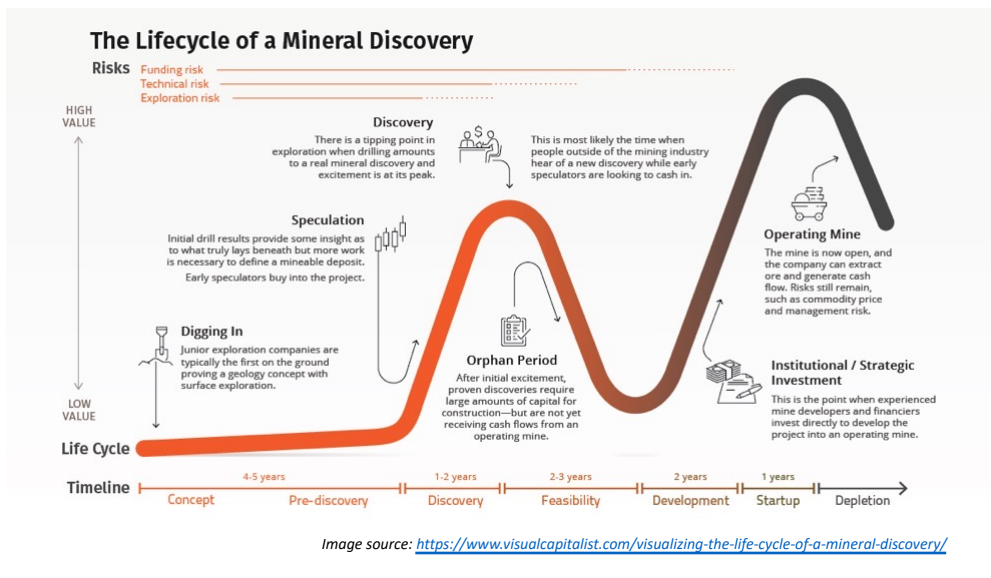 The Lifecycle of a Mineral Discovery
Risks
Funding risk
Technical risk
Exploration risk
HIGH
VALUE
LOW
VALUE
Discovery
There is a tipping point in
exploration when drilling amounts
to a real mineral discovery and
excitement is at its peak.
$
This is most likely the time when
people outside of the mining industry
hear of a new discovery while early
speculators are looking to cash in.
Speculation
Initial drill results provide some insight as
to what truly lays beneath but more work
is necessary to define a mineable deposit.
Early speculators buy into the project.
Digging In
Junior exploration companies are
typically the first on the ground
proving a geology concept with
surface exploration.
Orphan Period
After initial excitement,
proven discoveries require
large amounts of capital for
construction—but are not yet
receiving cash flows from an
operating mine.
Operating Mine
The mine is now open, and
the company can extract
ore and generate cash
flow. Risks still remain,
such as commodity price
and management risk.
Institutional / Strategic
Investment
This is the point when experienced
mine developers and financiers
invest directly to develop the
project into an operating mine.
Life Cycle
Timeline
4-5 years
1-2 years
2-3 years
2 years
1 years
Concept
Pre-discovery
Discovery
Feasibility
Development
Startup
Depletion
Image source: https://www.visualcapitalist.com/visualizing-the-life-cycle-of-a-mineral-discovery/